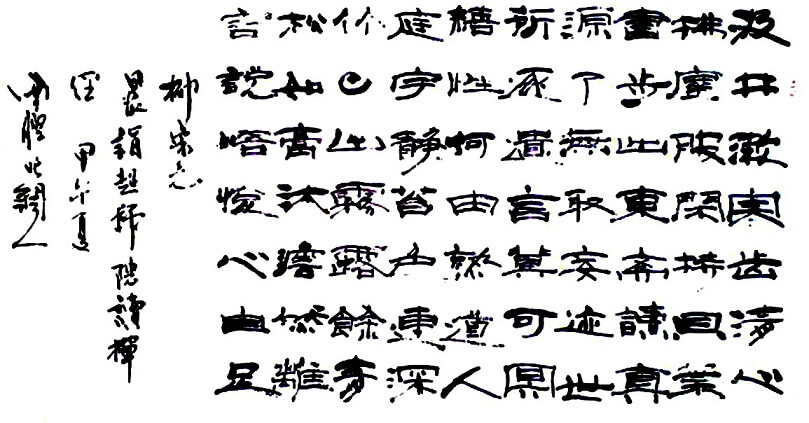 汲井漱寒齒清心
拂塵服閑持貝葉
書步出東齋讀真
源了無取妄迹世
所逐遺言冀可冥
繕性何由熟道人
庭宇靜苔色連深
竹日出霧露餘青
松如膏沐澹然離
言說悟悅心自足
柳宗元
晨詣超師院讀禪
經 甲午夏